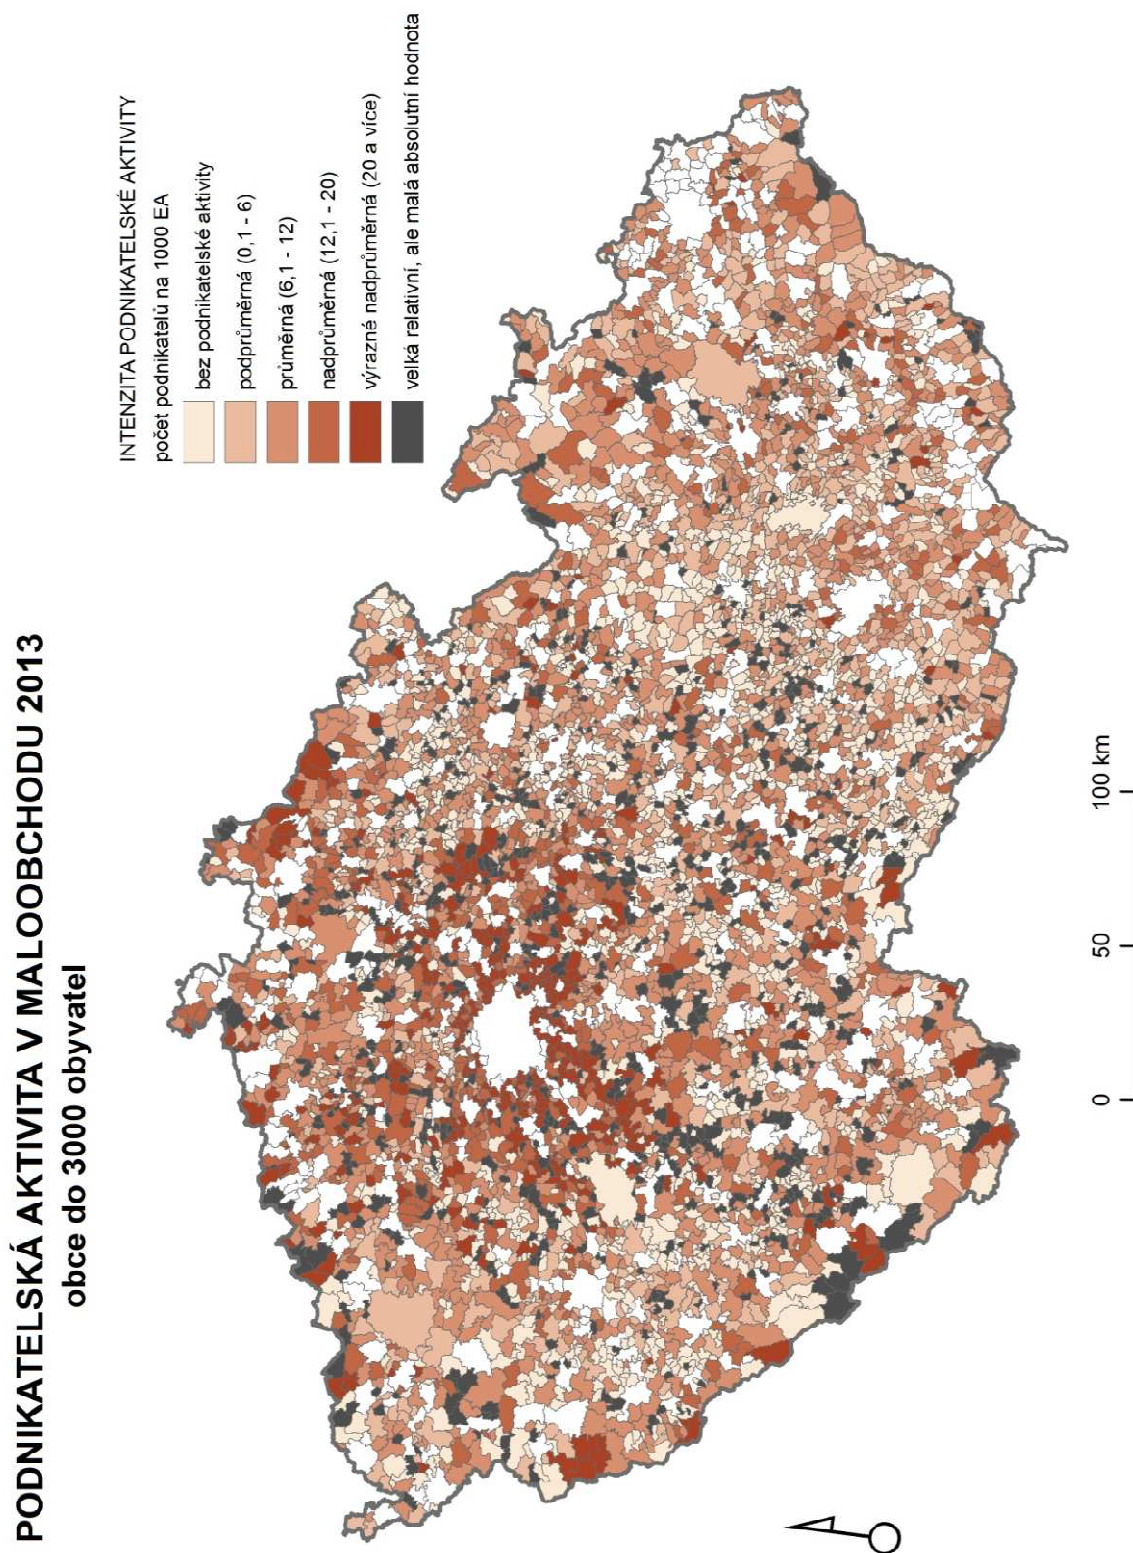 PODNIKATELSKÁ AKTIVITA V MALOOBCHODU 2013
obce do 3000 obyvatel
INTENZITA PODNIKATELSKÉ AKTIVITY
počet podnikatelů na 1000 EA
bez podnikatelské aktivity
podprůměrná (0,1 - 6)
průměrná (6,1 - 12)
nadprůměrná (12,1 - 20)
výrazně nadprůměrná (20 a více)
velká relativní, ale malá absolutní hodnota
0 50 100 km